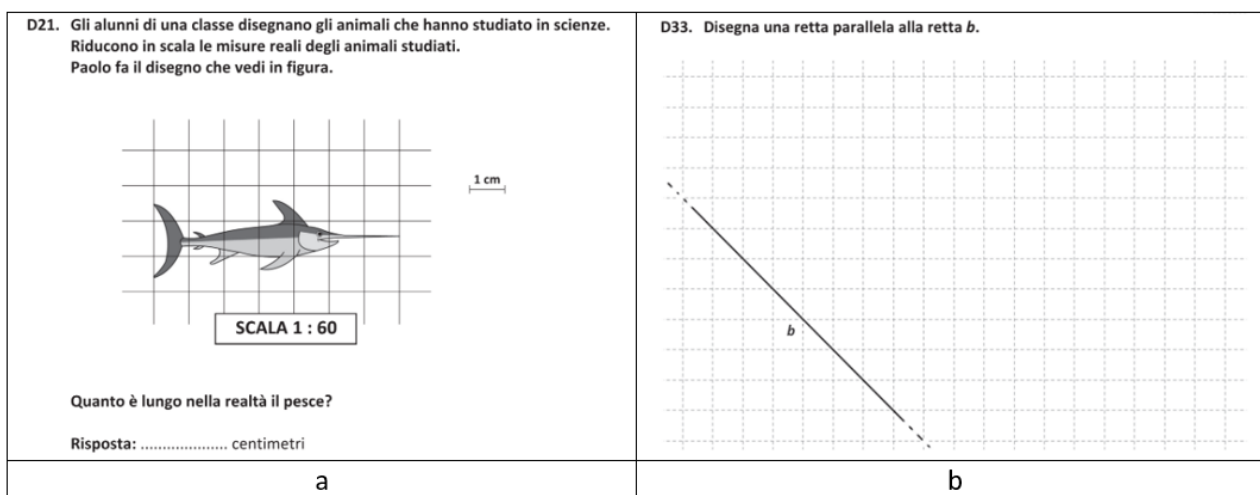 D21. Gli alunni di una classe disegnano gli animali che hanno studiato in scienze.
Riducono in scala le misure reali degli animali studiati.
Paolo fa il disegno che vedi in figura.
1 cm
SCALA 1 : 60
Quanto è lungo nella realtà il pesce?
Risposta: .................... centimetri
a
D33. Disegna una retta parallela alla retta b.
b
b